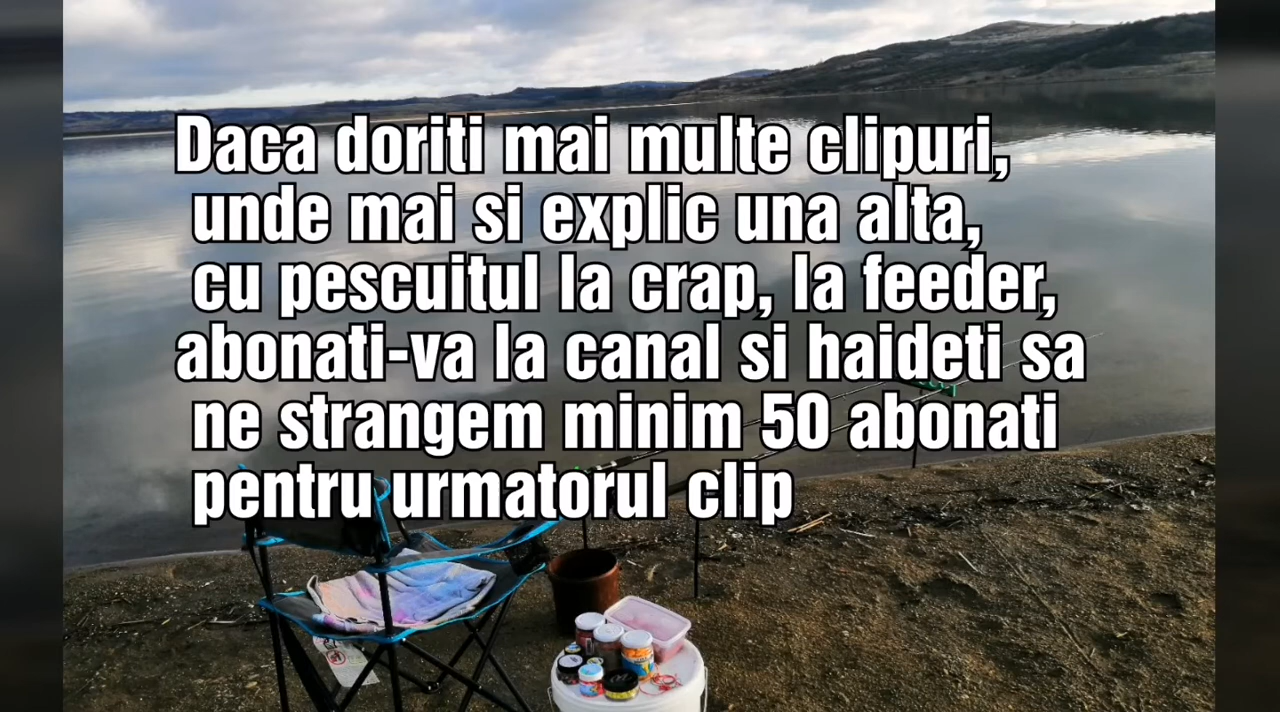 Daca doriti mai multe clipuri,
unde mai si explic una alta,
cu pescuitul la crap, la feeder,
abonati-va la canal si haideti sa
ne strangem minim 50 abonati
pentru urmatorul clip